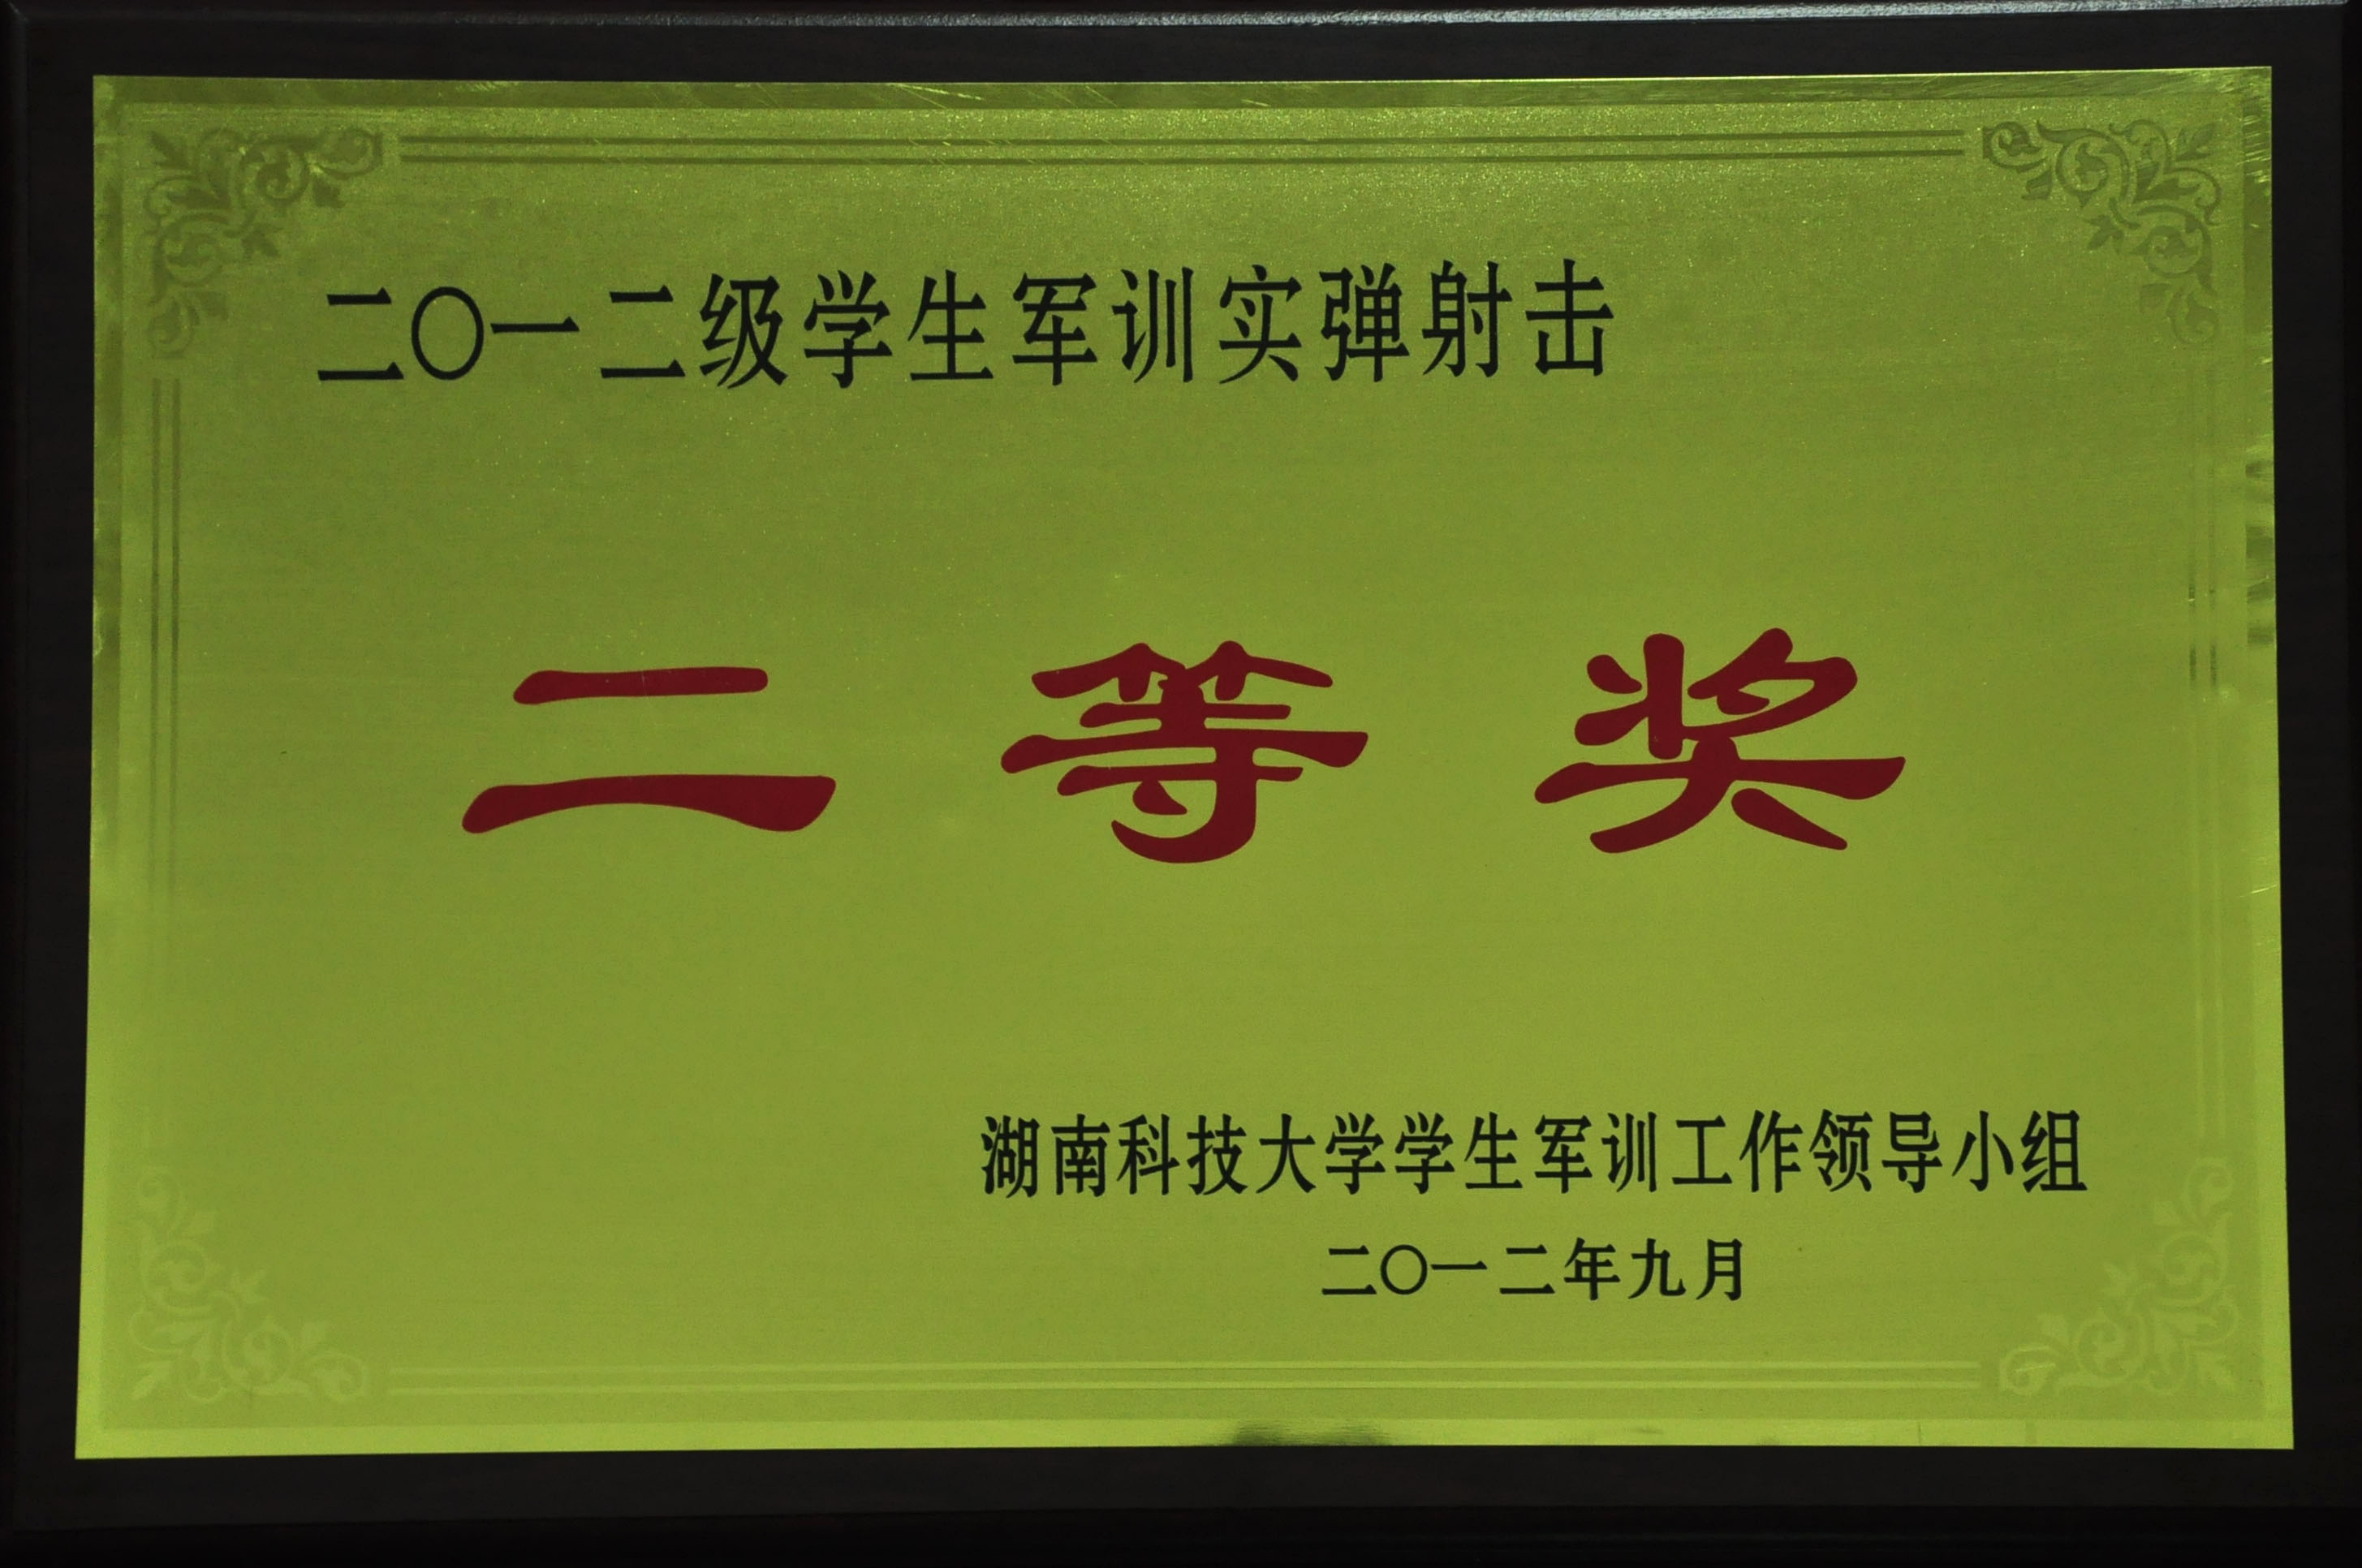 二〇一二级学生军训实弹射击
二等奖
湖南科技大学学生军训工作领导小组
二〇一二年九月